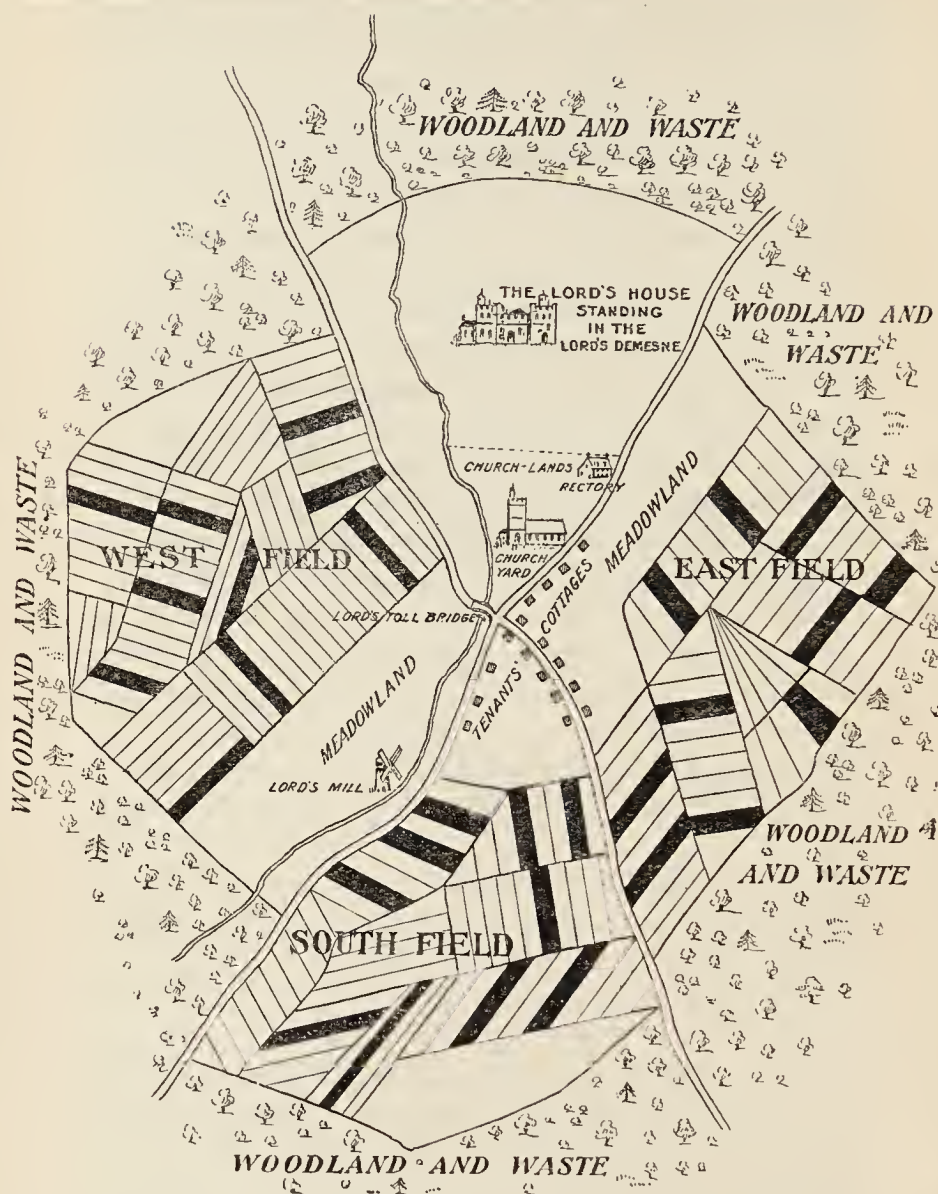 WOODLAND AND WASTE
THE LORD'S HOUSE
STANDING
IN THE
LORD'S DEMESNE
WOODLAND AND
WASTE
CHURCH-LANDS
RECTORY
CHURCH
YARD
MEADOWLAND
WEST FIELD
EAST FIELD
WOODLAND AND WASTE
LORD'S TOLL BRIDGE
TENANTS' COTTAGES
MEADOWLAND
LORD'S MILL
WOODLAND
AND WASTE
SOUTH FIELD
WOODLAND AND WASTE